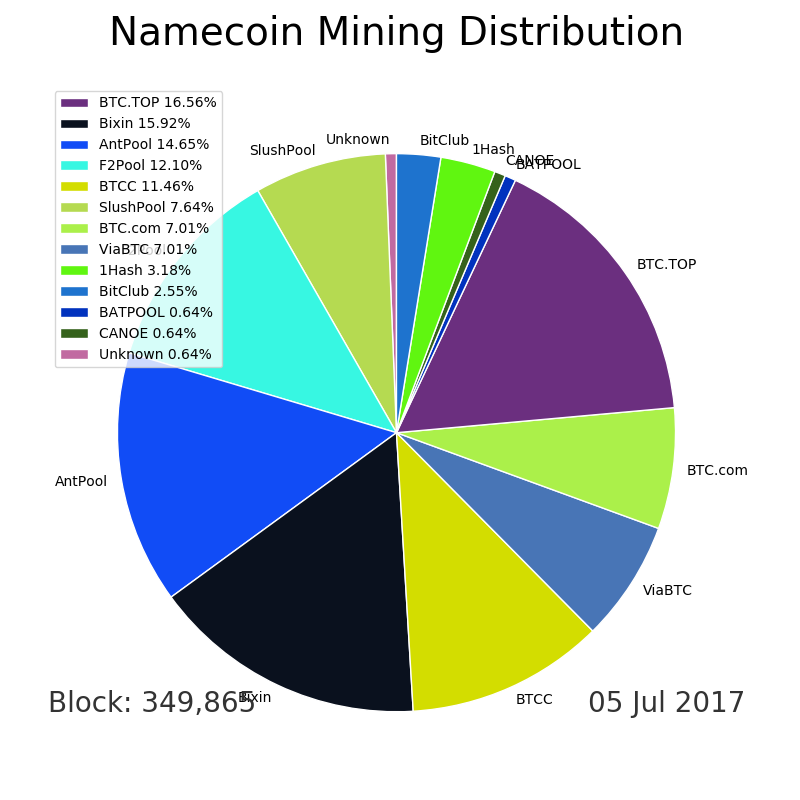 Namecoin Mining Distribution
BTC.TOP 16.56%
Bixin 15.92%
AntPool 14.65%
F2Pool 12.10%
BTCC 11.46%
SlushPool 7.64%
BTC.com 7.01%
ViaBTC 7.01%
1Hash 3.18%
BitClub 2.55%
BATPOOL 0.64%
CANOE 0.64%
Unknown 0.64%
SlushPool
Unknown
BitClub
1Hash
CANOE
BATPOOL
BTC.TOP
F2Pool
BTC.com
AntPool
ViaBTC
Bixin
BTCC
Block: 349,865
05 Jul 2017